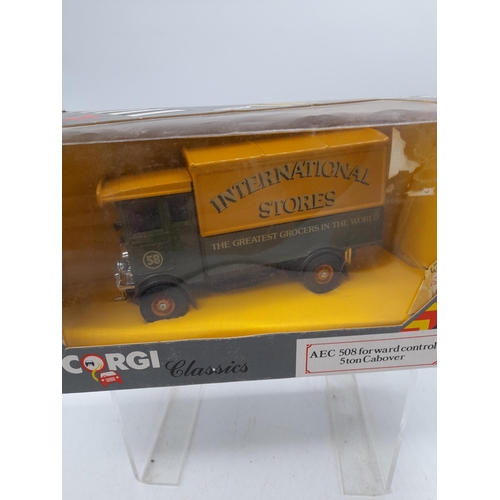 INTERNATIONAL
STORES
THE GREATEST GROCERS IN THE WORLD
58
CORGI Classics
AEC 508 forward control
5ton Cabover